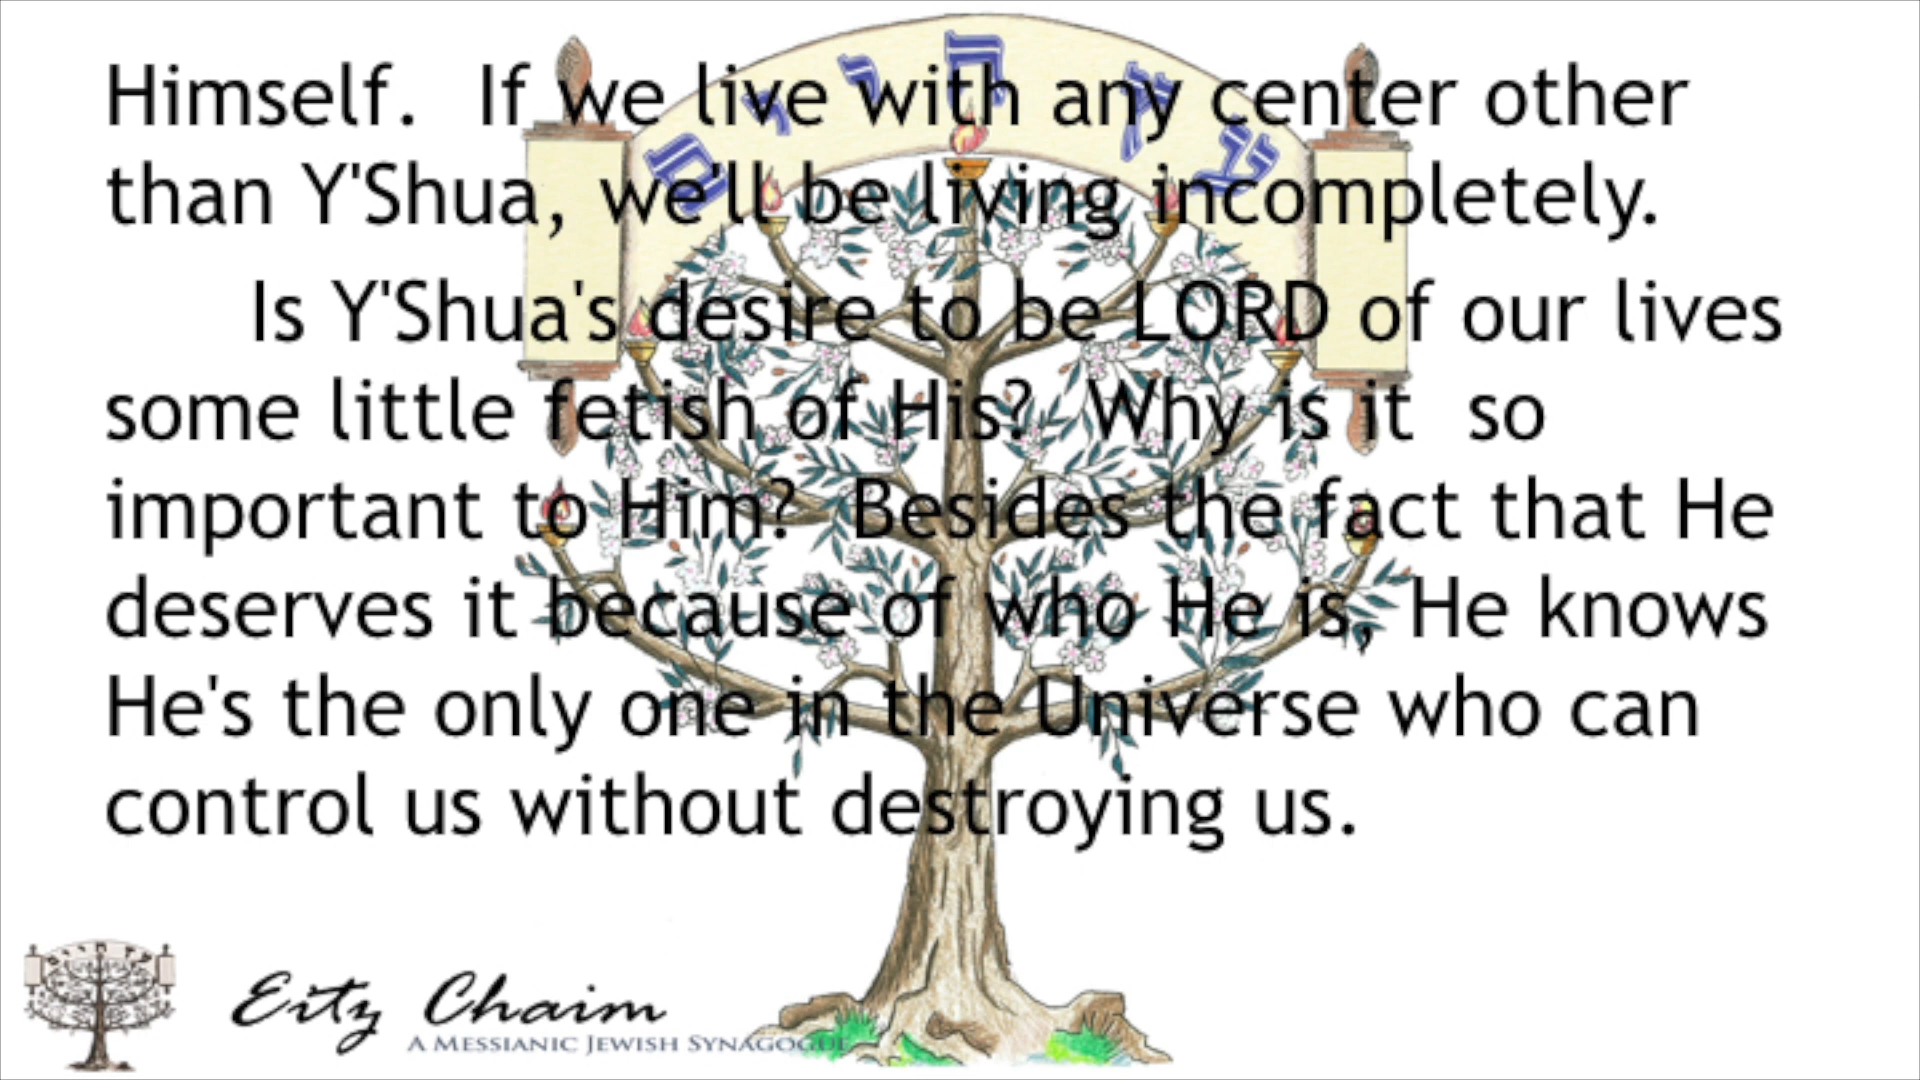 עץ חיים
Himself.  If we live with any center other
than Y'Shua, we'll be living incompletely.
Is Y'Shua's desire to be LORD of our lives
some little fetish of His?  Why is it  so
important to Him?  Besides the fact that He
deserves it because of who He is, He knows
He's the only one in the Universe who can
control us without destroying us.
Eitz Chaim
A MESSIANIC JEWISH SYNAGOGUE